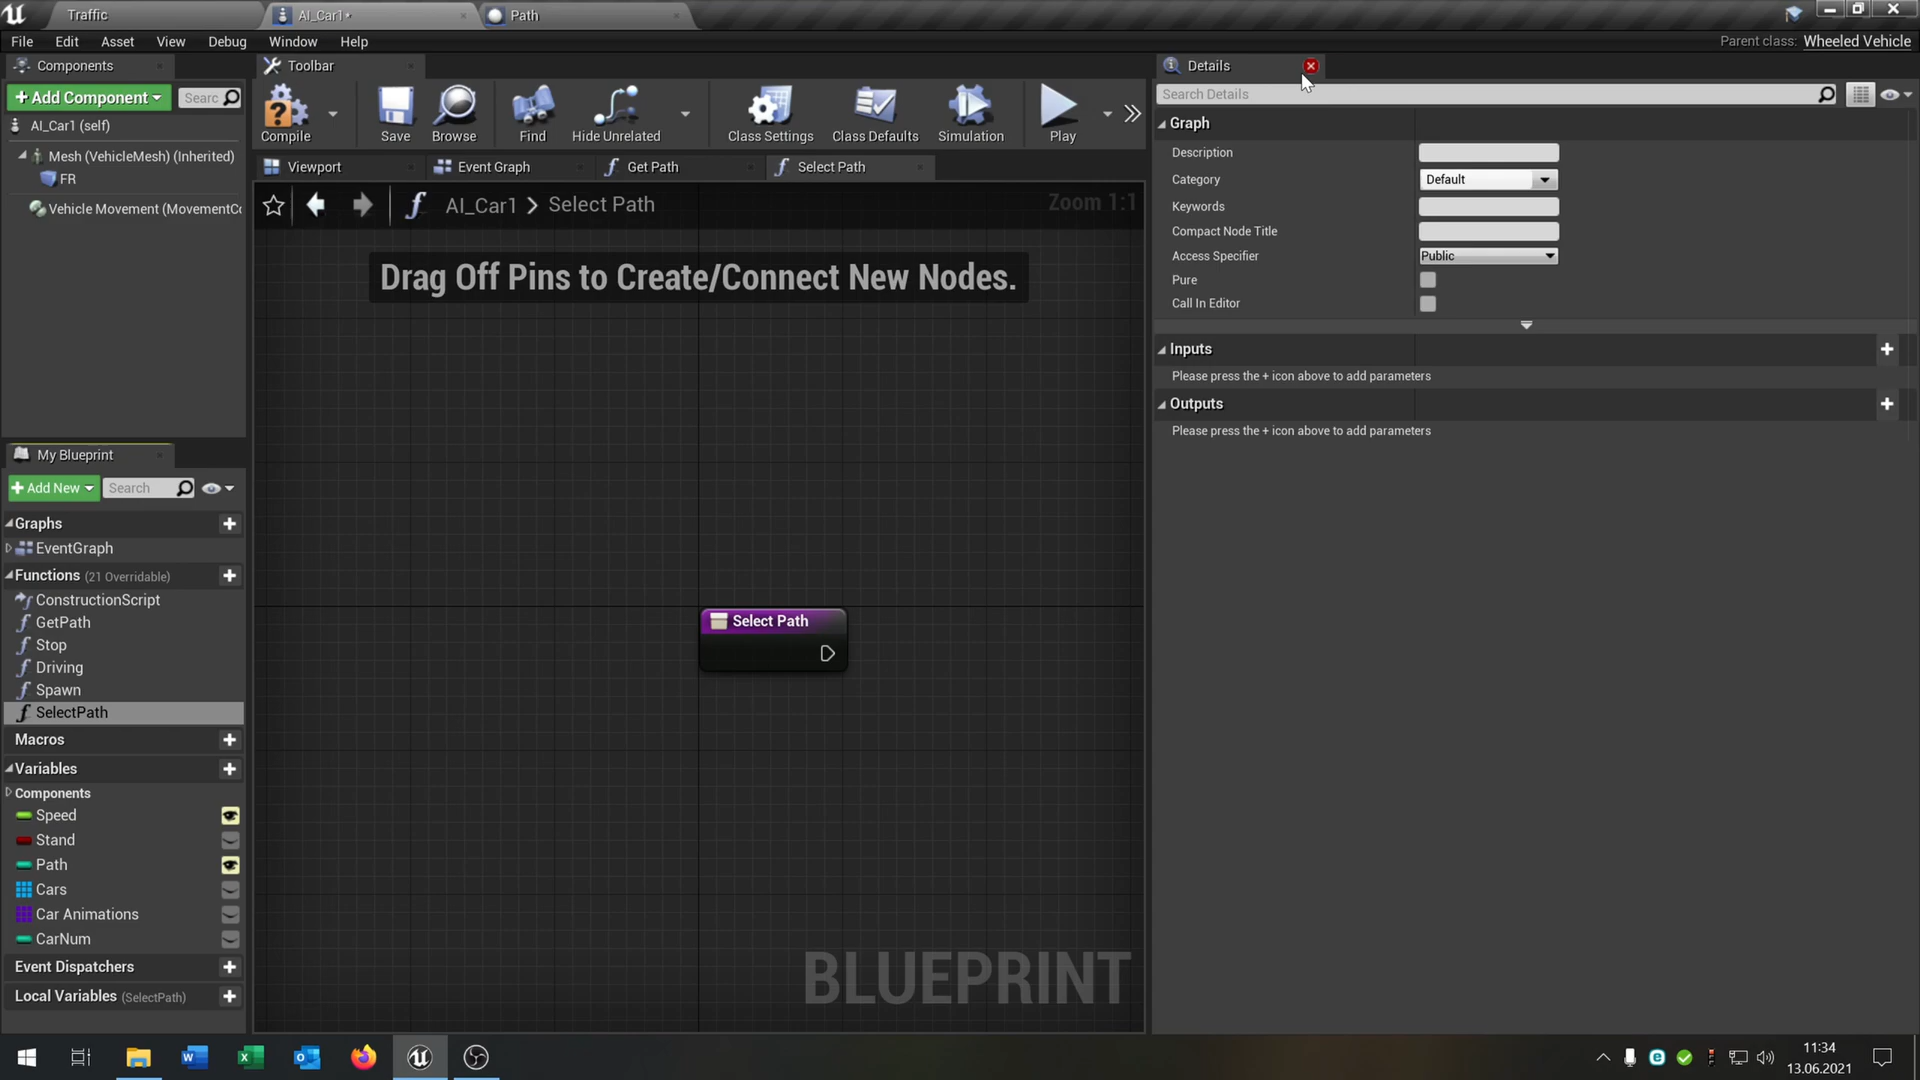 Traffic
AI_Car1*
Path
File
Edit
Asset
View
Debug
Window
Help
Parent class: Wheeled Vehicle
Components
+ Add Component
Searc
AI_Car1 (self)
Mesh (VehicleMesh) (Inherited)
FR
Vehicle Movement (MovementCo
Toolbar
Compile
Save
Browse
Find
Hide Unrelated
Class Settings
Class Defaults
Simulation
Play
Viewport
Event Graph
Get Path
Select Path
AI_Car1 > Select Path
Zoom 1:1
Drag Off Pins to Create/Connect New Nodes.
Select Path
BLUEPRINT
My Blueprint
+ Add New
Search
Graphs
EventGraph
Functions (21 Overridable)
ConstructionScript
GetPath
Stop
Driving
Spawn
SelectPath
Macros
Variables
Components
Speed
Stand
Path
Cars
Car Animations
CarNum
Event Dispatchers
Local Variables (SelectPath)
Details
Search Details
Graph
Description
Category
Default
Keywords
Compact Node Title
Access Specifier
Public
Pure
Call In Editor
Inputs
Please press the + icon above to add parameters
Outputs
Please press the + icon above to add parameters
11:34
13.06.2021